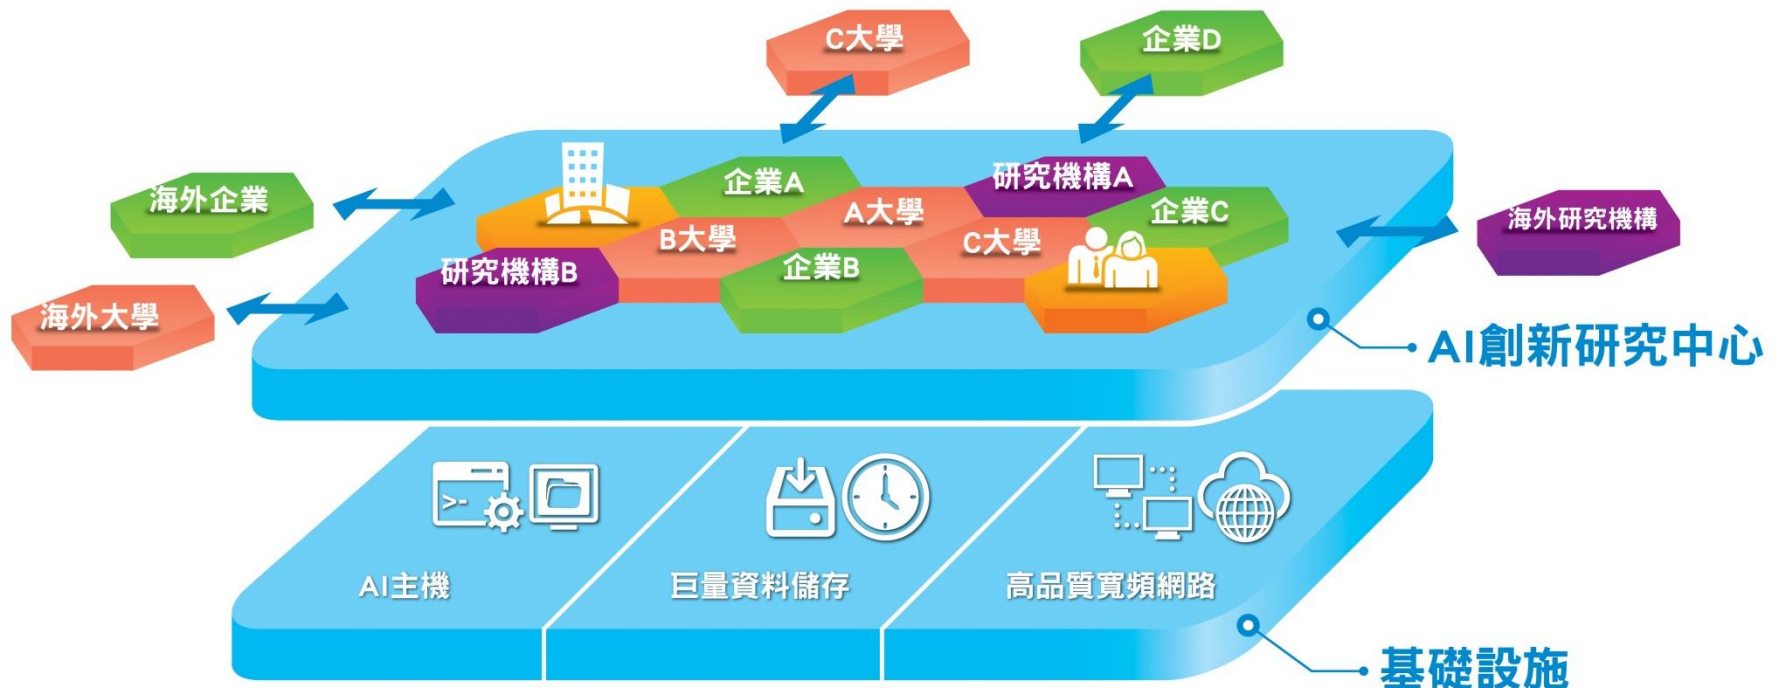 C大學
企業D
海外企業
企業A
研究機構A
A大學
企業C
海外研究機構
B大學
C大學
研究機構B
企業B
海外大學
AI創新研究中心
>-
AI主機
巨量資料儲存
高品質寬頻網路
基礎設施